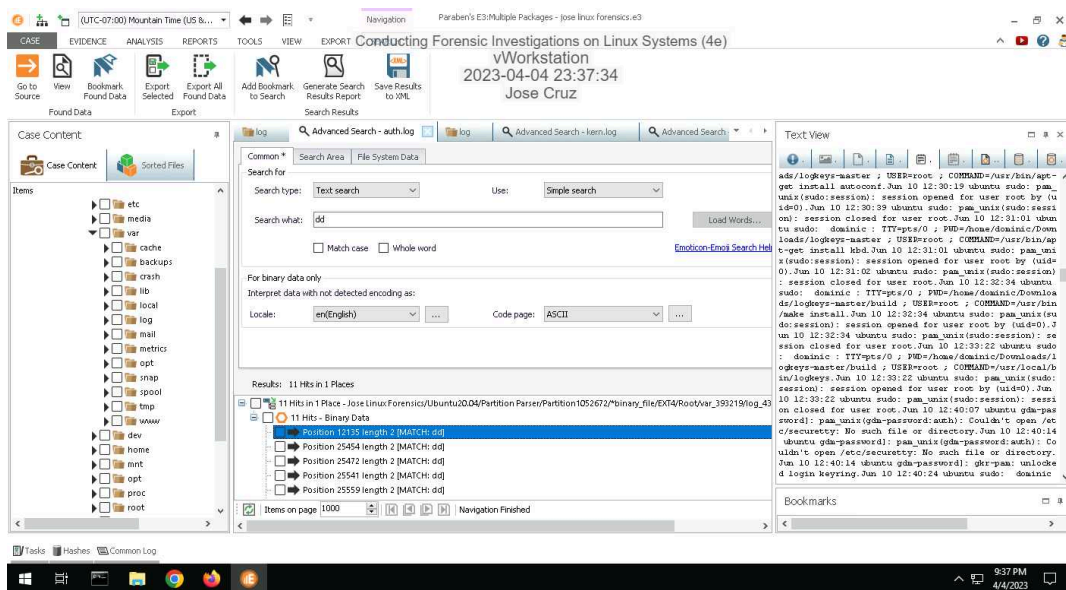 (UTC-07:00) Mountain Time (US &...
Navigation
Paraben's E3:Multiple Packages - jose linux forensics.e3
CASE EVIDENCE ANALYSIS REPORTS TOOLS VIEW EXPORT
Conducting Forensic Investigations on Linux Systems (4e)
vWorkstation
2023-04-04 23:37:34
Jose Cruz
Go to Source
View
Bookmark Found Data
Export Selected
Export All Found Data
Add Bookmark to Search
Generate Search Results Report
Save Results to XML
Found Data
Export
Search Results
Case Content
Case Content
Sorted Files
Items
etc
media
var
cache
backups
crash
lib
local
log
mail
metrics
opt
snap
spool
tmp
www
dev
home
mnt
opt
proc
root
log
Advanced Search - auth.log
log
Advanced Search - kern.log
Advanced Search
Common *
Search Area
File System Data
Search for
Search type: Text search
Use: Simple search
Search what: dd
Load Words...
Match case
Whole word
Emoticon-Emoji Search Help
For binary data only
Interpret data with not detected encoding as:
Locale: en(English) ...
Code page: ASCII ...
Results: 11 Hits in 1 Places
11 Hits in 1 Place - Jose Linux Forensics/Ubuntu20.04/Partition Parser/Partition1052672/*binary_file/EXT4/Root/var_393219/log_43
11 Hits - Binary Data
Position 12135 length 2 [MATCH: dd]
Position 25454 length 2 [MATCH: dd]
Position 25472 length 2 [MATCH: dd]
Position 25541 length 2 [MATCH: dd]
Position 25559 length 2 [MATCH: dd]
Items on page 1000
Navigation Finished
Text View
ads/logkeys-master ; USER=root ; COMMAND=/usr/bin/apt-
get install autoconf.Jun 10 12:30:19 ubuntu sudo: pam_
unix(sudo:session): session opened for user root by (u
id=0).Jun 10 12:30:39 ubuntu sudo: pam_unix(sudo:sessi
on): session closed for user root.Jun 10 12:31:01 ubun
tu sudo: dominic : TTY=pts/0 ; PWD=/home/dominic/Down
loads/logkeys-master ; USER=root ; COMMAND=/usr/bin/ap
t-get install kbd.Jun 10 12:31:01 ubuntu sudo: pam_uni
x(sudo:session): session opened for user root by (uid=
0).Jun 10 12:31:02 ubuntu sudo: pam_unix(sudo:session)
: session closed for user root.Jun 10 12:32:34 ubuntu
sudo: dominic : TTY=pts/0 ; PWD=/home/dominic/Downloa
ds/logkeys-master/build ; USER=root ; COMMAND=/usr/bin
/make install.Jun 10 12:32:34 ubuntu sudo: pam_unix(su
do:session): session opened for user root by (uid=0).J
un 10 12:32:34 ubuntu sudo: pam_unix(sudo:session): se
ssion closed for user root.Jun 10 12:33:22 ubuntu sudo
: dominic : TTY=pts/0 ; PWD=/home/dominic/Downloads/l
ogkeys-master/build ; USER=root ; COMMAND=/usr/local/b
in/logkeys.Jun 10 12:33:22 ubuntu sudo: pam_unix(sudo:
session): session opened for user root by (uid=0).Jun
10 12:33:22 ubuntu sudo: pam_unix(sudo:session): sessi
on closed for user root.Jun 10 12:40:07 ubuntu gdm-pas
sword]: pam_unix(gdm-password:auth): Couldn't open /et
c/securetty: No such file or directory.Jun 10 12:40:14
ubuntu gdm-password]: pam_unix(gdm-password:auth): Co
uldn't open /etc/securetty: No such file or directory.
Jun 10 12:40:14 ubuntu gdm-password]: gkr-pam: unlocke
d login keyring.Jun 10 12:40:24 ubuntu sudo: dominic
Bookmarks
Tasks
Hashes
Common Log
9:37 PM
4/4/2023